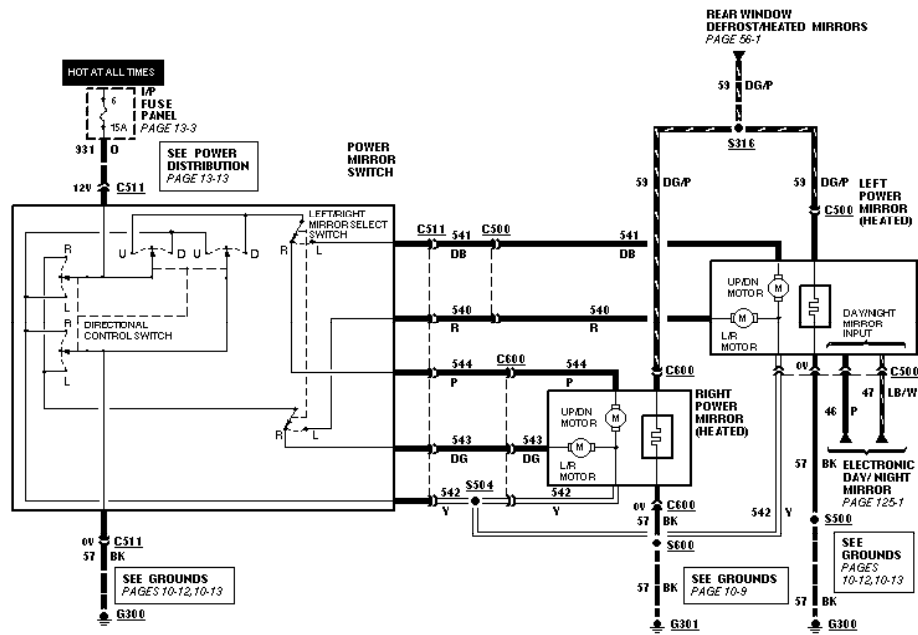 REAR WINDOW
DEFROST/HEATED MIRRORS
PAGE 56-1
HOT AT ALL TIMES
I/P
FUSE
PANEL
PAGE 13-3
6
15A
931 O
SEE POWER
DISTRIBUTION
PAGE 13-13
POWER
MIRROR
SWITCH
12V C511
59 DG/P
S316
59 DG/P
59 DG/P
C500
LEFT
POWER
MIRROR
(HEATED)
LEFT/RIGHT
MIRROR SELECT
SWITCH
R L
U D U D
R
L
R
L
DIRECTIONAL
CONTROL SWITCH
R L
C511 C500
541 541
DB DB
540 540
R R
544 C600 544
P P
543 543
DG DG
S504
542 542
Y Y
UP/DN
MOTOR
M
M
L/R
MOTOR
DAY/NIGHT
MIRROR
INPUT
C600
RIGHT
POWER
MIRROR
(HEATED)
UP/DN
MOTOR
M
M
L/R
MOTOR
0V C500
46 P
47 LB/W
57 BK
ELECTRONIC
DAY/NIGHT
MIRROR
PAGE 125-1
542 Y
0V C600
57 BK
S600
S500
SEE
GROUNDS
PAGES
10-12,10-13
0V C511
57 BK
SEE GROUNDS
PAGES 10-12,10-13
G300
57 BK
SEE GROUNDS
PAGE 10-9
G301
57 BK
G300